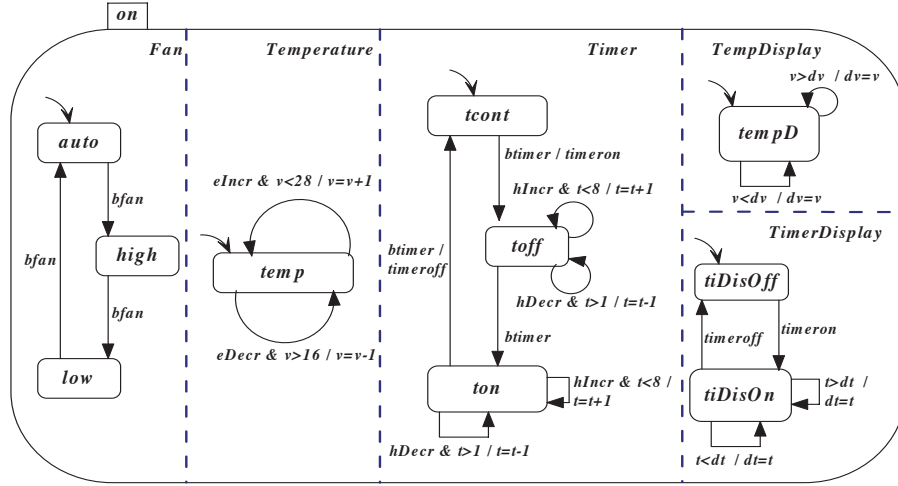 on
Fan
Temperature
Timer
TempDisplay
auto
bfan
high
bfan
bfan
low
eIncr & v<28 / v=v+1
temp
eDecr & v>16 / v=v-1
tcont
btimer / timeron
hIncr & t<8 / t=t+1
toff
btimer /
timeroff
hDecr & t>1 / t=t-1
btimer
ton
hIncr & t<8 /
t=t+1
hDecr & t>1 / t=t-1
v>dv / dv=v
tempD
v<dv / dv=v
TimerDisplay
tiDisOff
timeroff
timeron
tiDisOn
t>dt /
dt=t
t<dt / dt=t